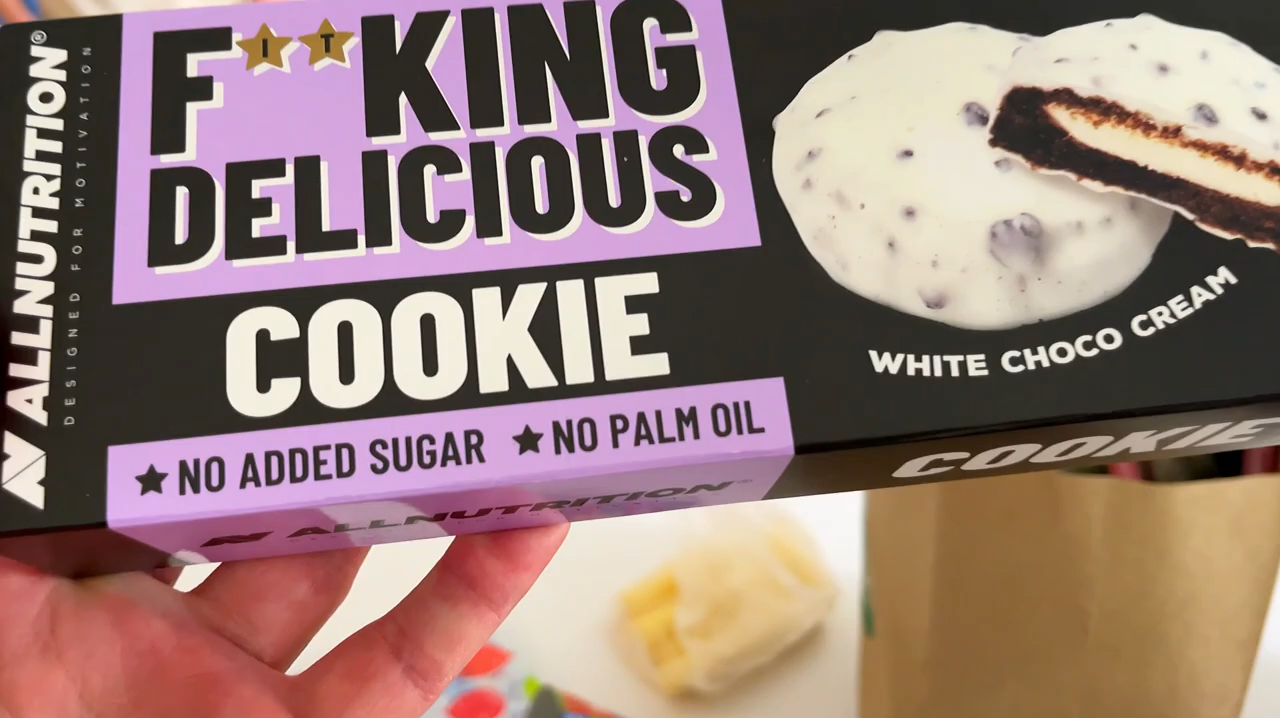 ALLNUTRITION®
DESIGNED FOR MOTIVATION
F**KING
I T
DELICIOUS
COOKIE
★ NO ADDED SUGAR ★ NO PALM OIL
WHITE CHOCO CREAM
ALLNUTRITION®
COOKIE